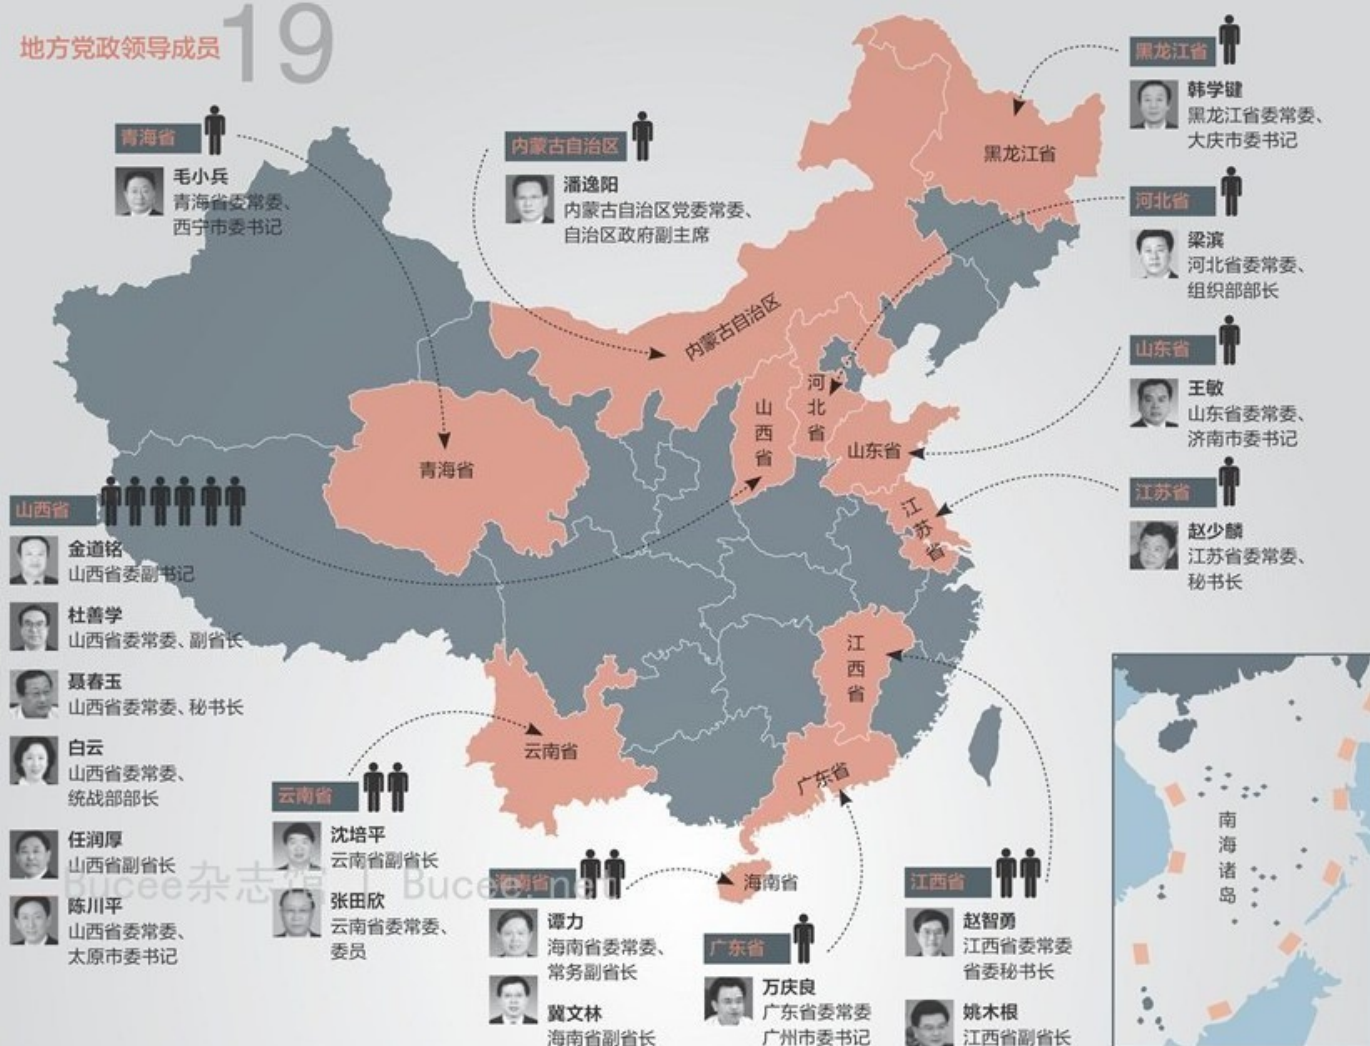 地方党政领导成员 19
青海省
毛小兵
青海省委常委、
西宁市委书记
内蒙古自治区
潘逸阳
内蒙古自治区党委常委、
自治区政府副主席
黑龙江省
韩学键
黑龙江省委常委、
大庆市委书记
河北省
梁滨
河北省委常委、
组织部部长
山东省
王敏
山东省委常委、
济南市委书记
江苏省
赵少麟
江苏省委常委、
秘书长
黑龙江省
内蒙古自治区
河北省
山西省
山东省
青海省
江苏省
江西省
云南省
广东省
海南省
山西省
金道铭
山西省委副书记
杜善学
山西省委常委、副省长
聂春玉
山西省委常委、秘书长
白云
山西省委常委、
统战部部长
任润厚
山西省副省长
陈川平
山西省委常委、
太原市委书记
云南省
沈培平
云南省副省长
张田欣
云南省委常委、
委员
海南省
谭力
海南省委常委、
常务副省长
冀文林
海南省副省长
广东省
万庆良
广东省委常委
广州市委书记
江西省
赵智勇
江西省委常委
省委秘书长
姚木根
江西省副省长
南海诸岛
Bucee杂志馆 | Bucee.net